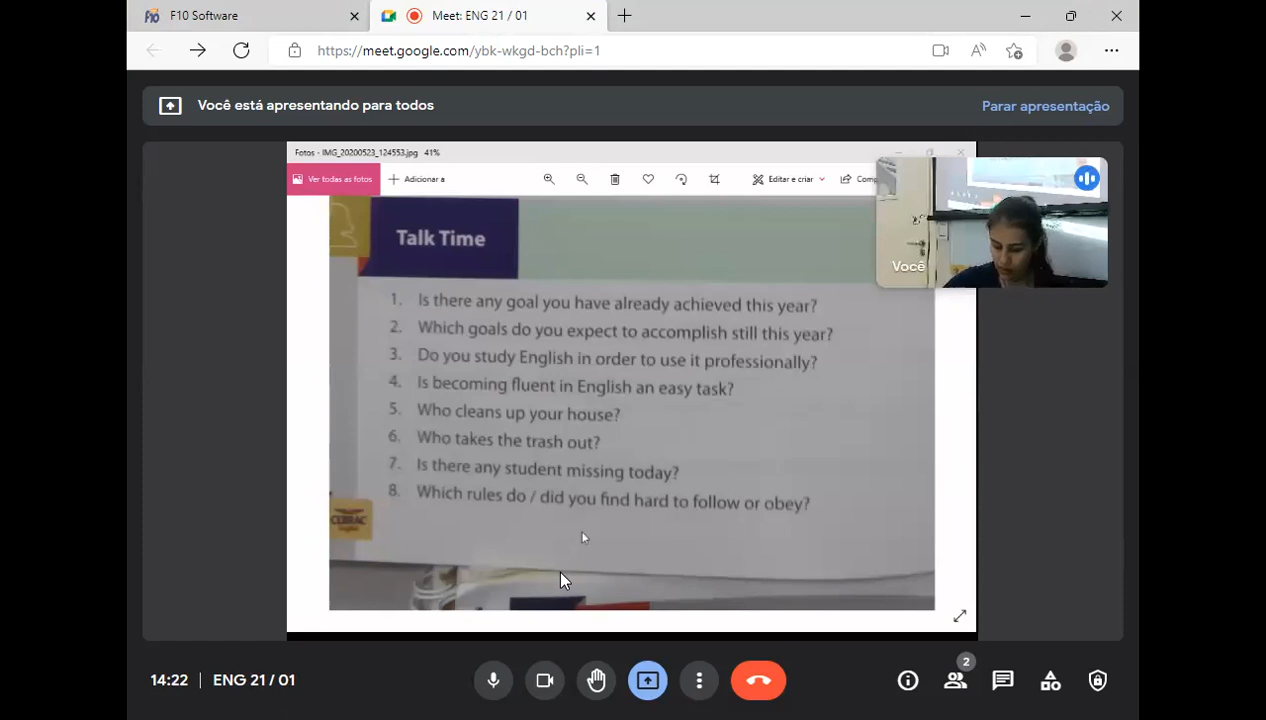 F10 Software
Meet: ENG 21 / 01
https://meet.google.com/ybk-wkgd-bch?pli=1
Você está apresentando para todos
Parar apresentação
Fotos - IMG_20200523_124553.jpg 41%
Ver todas as fotos
Adicionar a
Editar e criar
Comp
Você
Talk Time
1. Is there any goal you have already achieved this year?
2. Which goals do you expect to accomplish still this year?
3. Do you study English in order to use it professionally?
4. Is becoming fluent in English an easy task?
5. Who cleans up your house?
6. Who takes the trash out?
7. Is there any student missing today?
8. Which rules do / did you find hard to follow or obey?
CEBRAC
14:22
ENG 21 / 01
2